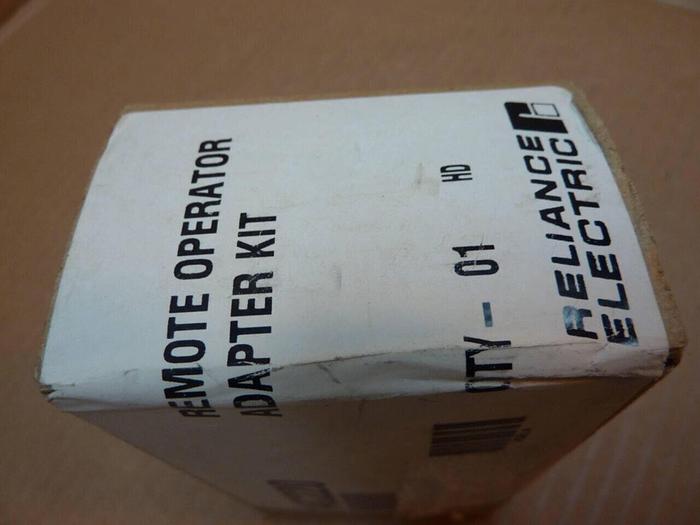 REMOTE OPERATOR
ADAPTER KIT
QTY - 01
HD
RELIANCE
ELECTRIC